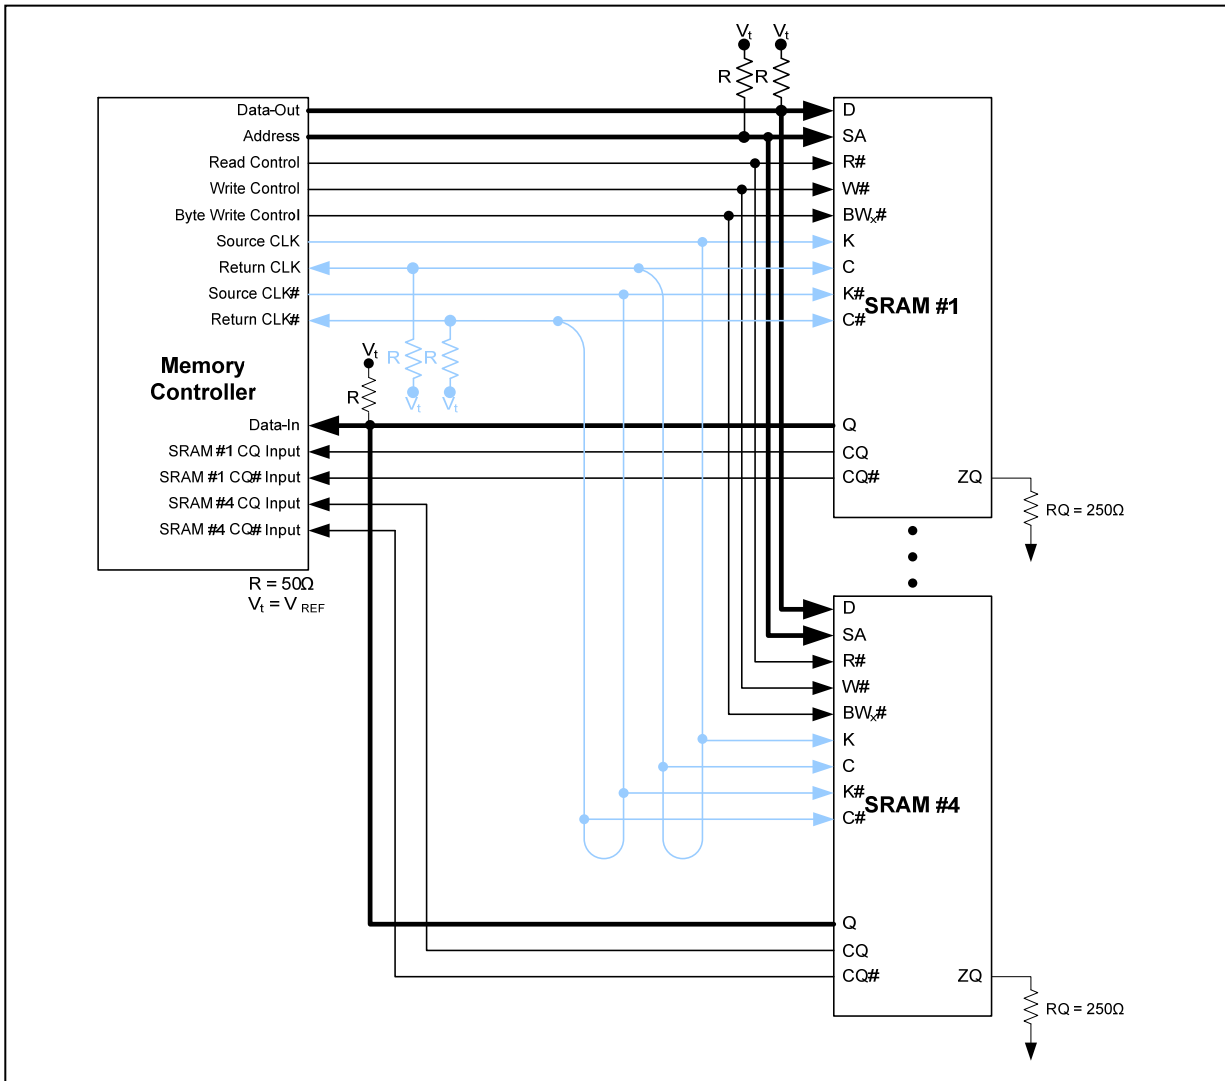 Vt Vt
R R
Data-Out
Address
Read Control
Write Control
Byte Write Control
Source CLK
Return CLK
Source CLK#
Return CLK#
Memory
Controller
Data-In
SRAM #1 CQ Input
SRAM #1 CQ# Input
SRAM #4 CQ Input
SRAM #4 CQ# Input
R = 50Ω
Vt = V REF
Vt
R
R R
Vt Vt
D
SA
R#
W#
BWx#
K
C
K#
SRAM #1
C#
Q
CQ
CQ# ZQ
RQ = 250Ω
D
SA
R#
W#
BWx#
K
C
K#
SRAM #4
C#
Q
CQ
CQ# ZQ
RQ = 250Ω